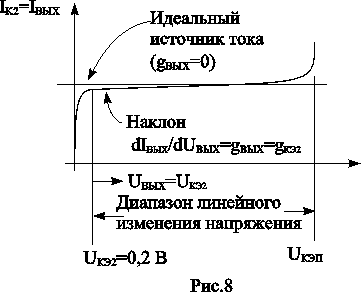 IК2=IВЫХ
Идеальный
источник тока
(gВЫХ=0)
Наклон
dIВЫХ/dUВЫХ=gВЫХ=gКЭ2
UВЫХ=UКЭ2
Диапазон линейного
изменения напряжения
UКЭ2=0,2 В
UКЭП
Рис.8